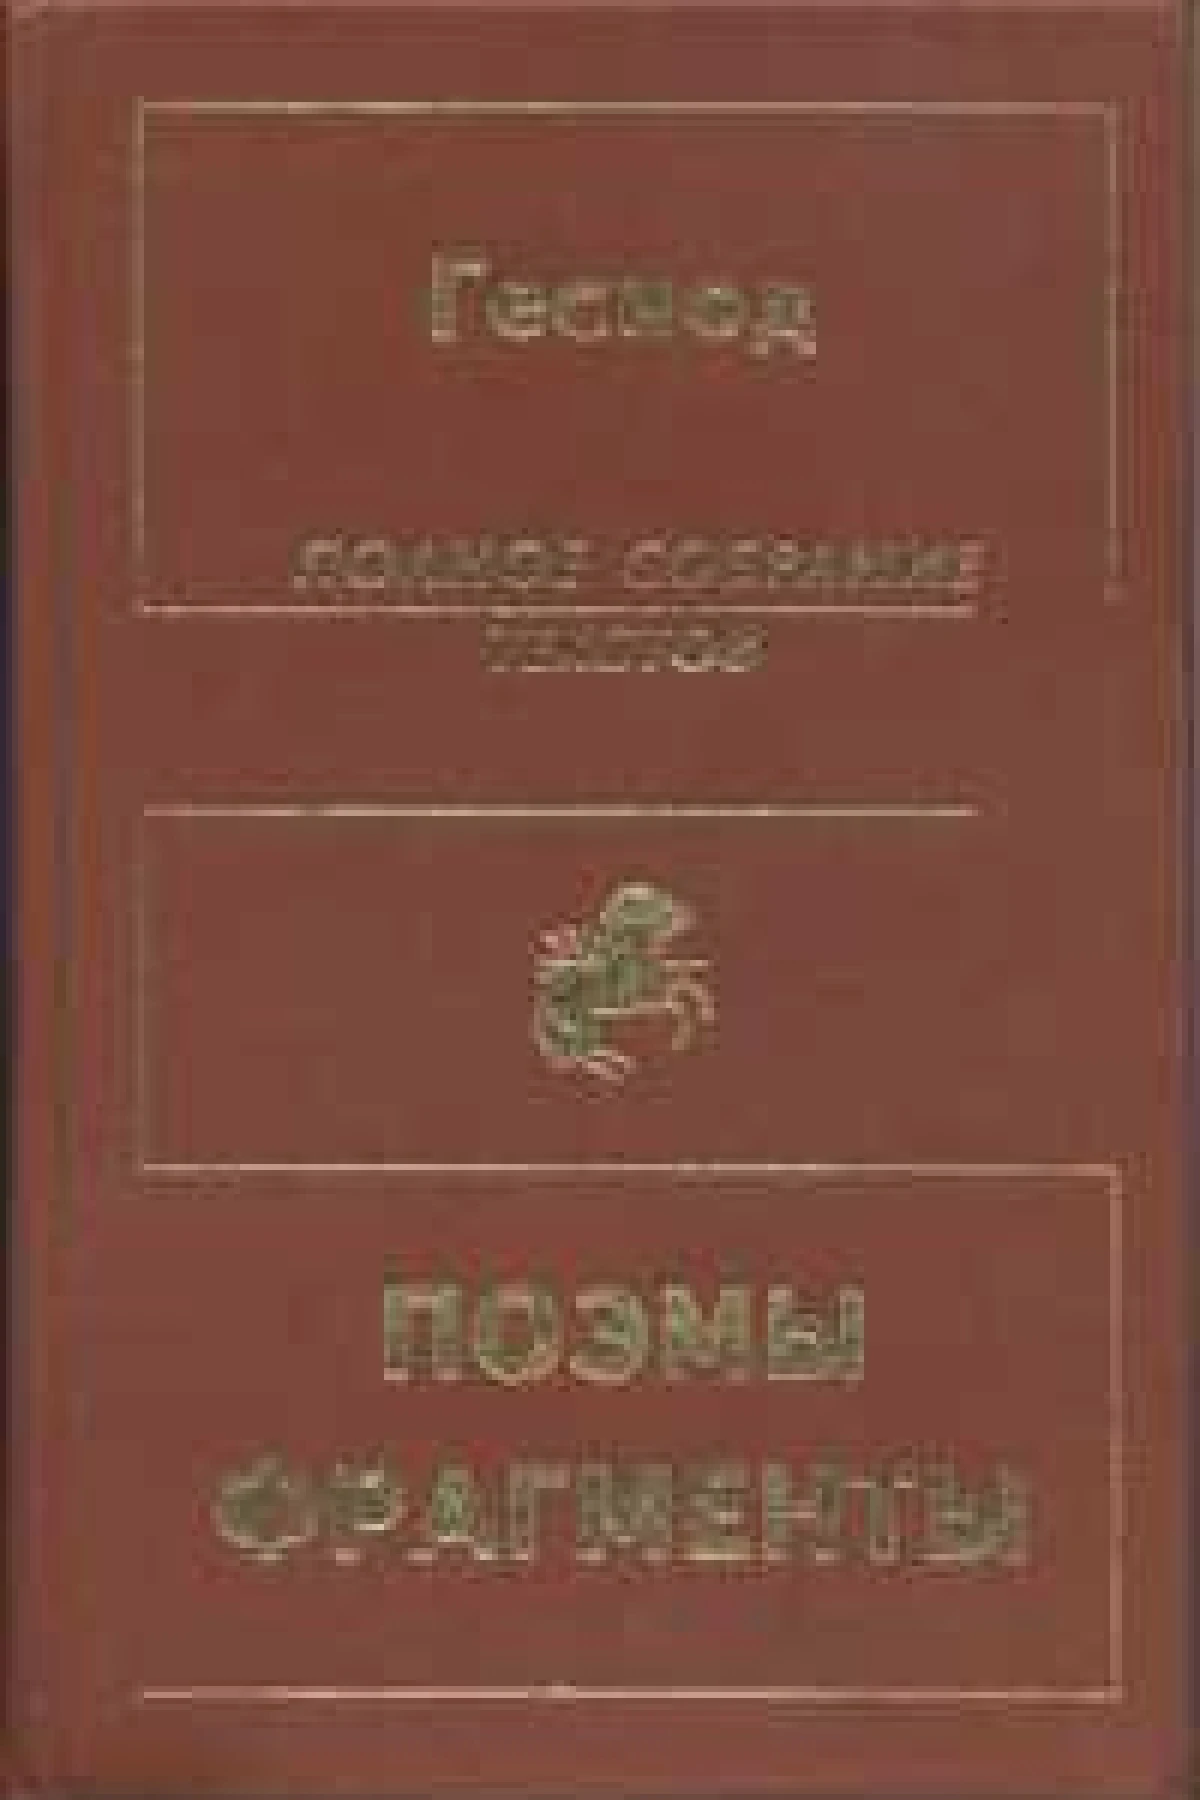 Гесиод
ПОЛНОЕ СОБРАНИЕ
ТЕКСТОВ
ПОЭМЫ
ФРАГМЕНТЫ